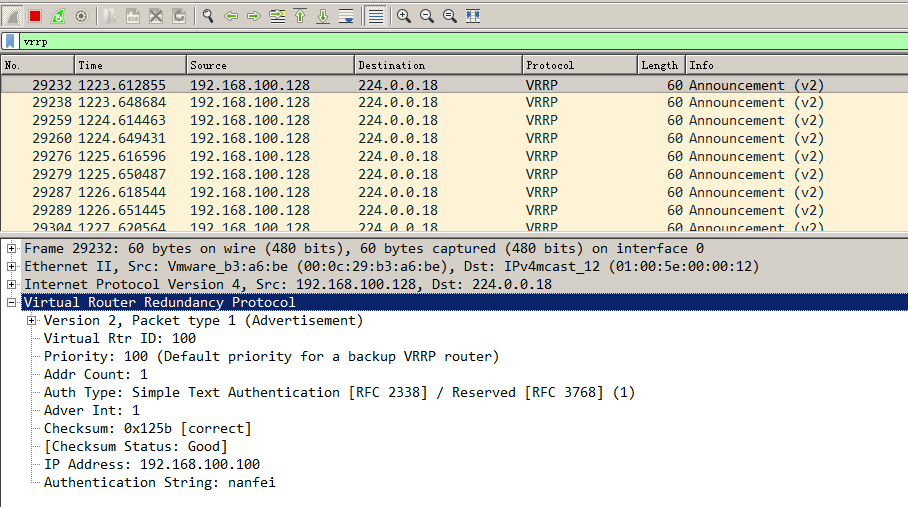 vrrp
No. Time Source Destination Protocol Length Info
29232 1223.612855 192.168.100.128 224.0.0.18 VRRP 60 Announcement (v2)
29238 1223.648684 192.168.100.128 224.0.0.18 VRRP 60 Announcement (v2)
29259 1224.614463 192.168.100.128 224.0.0.18 VRRP 60 Announcement (v2)
29260 1224.649431 192.168.100.128 224.0.0.18 VRRP 60 Announcement (v2)
29276 1225.616596 192.168.100.128 224.0.0.18 VRRP 60 Announcement (v2)
29279 1225.650487 192.168.100.128 224.0.0.18 VRRP 60 Announcement (v2)
29287 1226.618544 192.168.100.128 224.0.0.18 VRRP 60 Announcement (v2)
29289 1226.651445 192.168.100.128 224.0.0.18 VRRP 60 Announcement (v2)
29304 1227.620564 192.168.100.128 224.0.0.18 VRRP 60 Announcement (v2)
Frame 29232: 60 bytes on wire (480 bits), 60 bytes captured (480 bits) on interface 0
Ethernet II, Src: Vmware_b3:a6:be (00:0c:29:b3:a6:be), Dst: IPv4mcast_12 (01:00:5e:00:00:12)
Internet Protocol Version 4, Src: 192.168.100.128, Dst: 224.0.0.18
Virtual Router Redundancy Protocol
Version 2, Packet type 1 (Advertisement)
Virtual Rtr ID: 100
Priority: 100 (Default priority for a backup VRRP router)
Addr Count: 1
Auth Type: Simple Text Authentication [RFC 2338] / Reserved [RFC 3768] (1)
Adver Int: 1
Checksum: 0x125b [correct]
[Checksum Status: Good]
IP Address: 192.168.100.100
Authentication String: nanfei